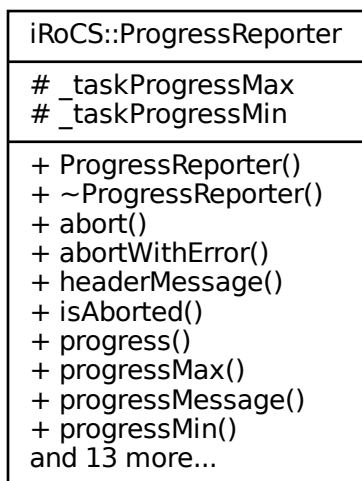 iRoCS::ProgressReporter
# _taskProgressMax
# _taskProgressMin
+ ProgressReporter()
+ ~ProgressReporter()
+ abort()
+ abortWithError()
+ headerMessage()
+ isAborted()
+ progress()
+ progressMax()
+ progressMessage()
+ progressMin()
and 13 more...